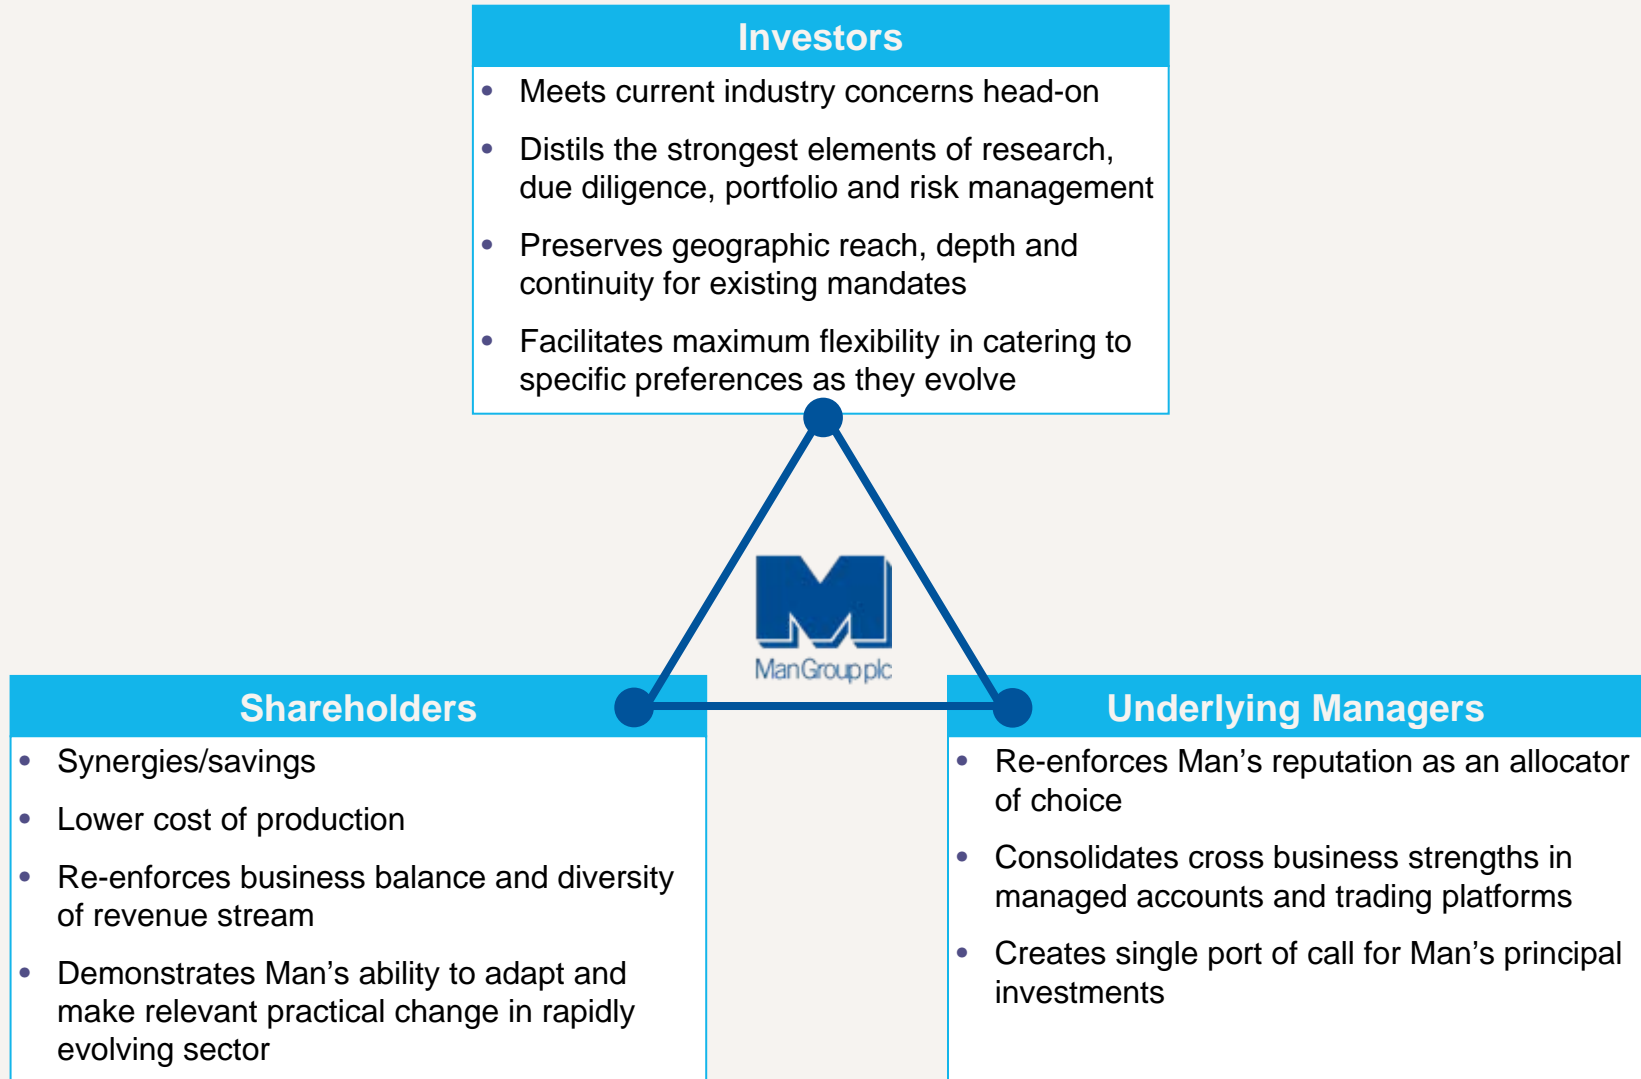 Investors
• Meets current industry concerns head-on
• Distils the strongest elements of research,
due diligence, portfolio and risk management
• Preserves geographic reach, depth and
continuity for existing mandates
• Facilitates maximum flexibility in catering to
specific preferences as they evolve
Man Group plc
Shareholders
• Synergies/savings
• Lower cost of production
• Re-enforces business balance and diversity
of revenue stream
• Demonstrates Man’s ability to adapt and
make relevant practical change in rapidly
evolving sector
Underlying Managers
• Re-enforces Man’s reputation as an allocator
of choice
• Consolidates cross business strengths in
managed accounts and trading platforms
• Creates single port of call for Man’s principal
investments